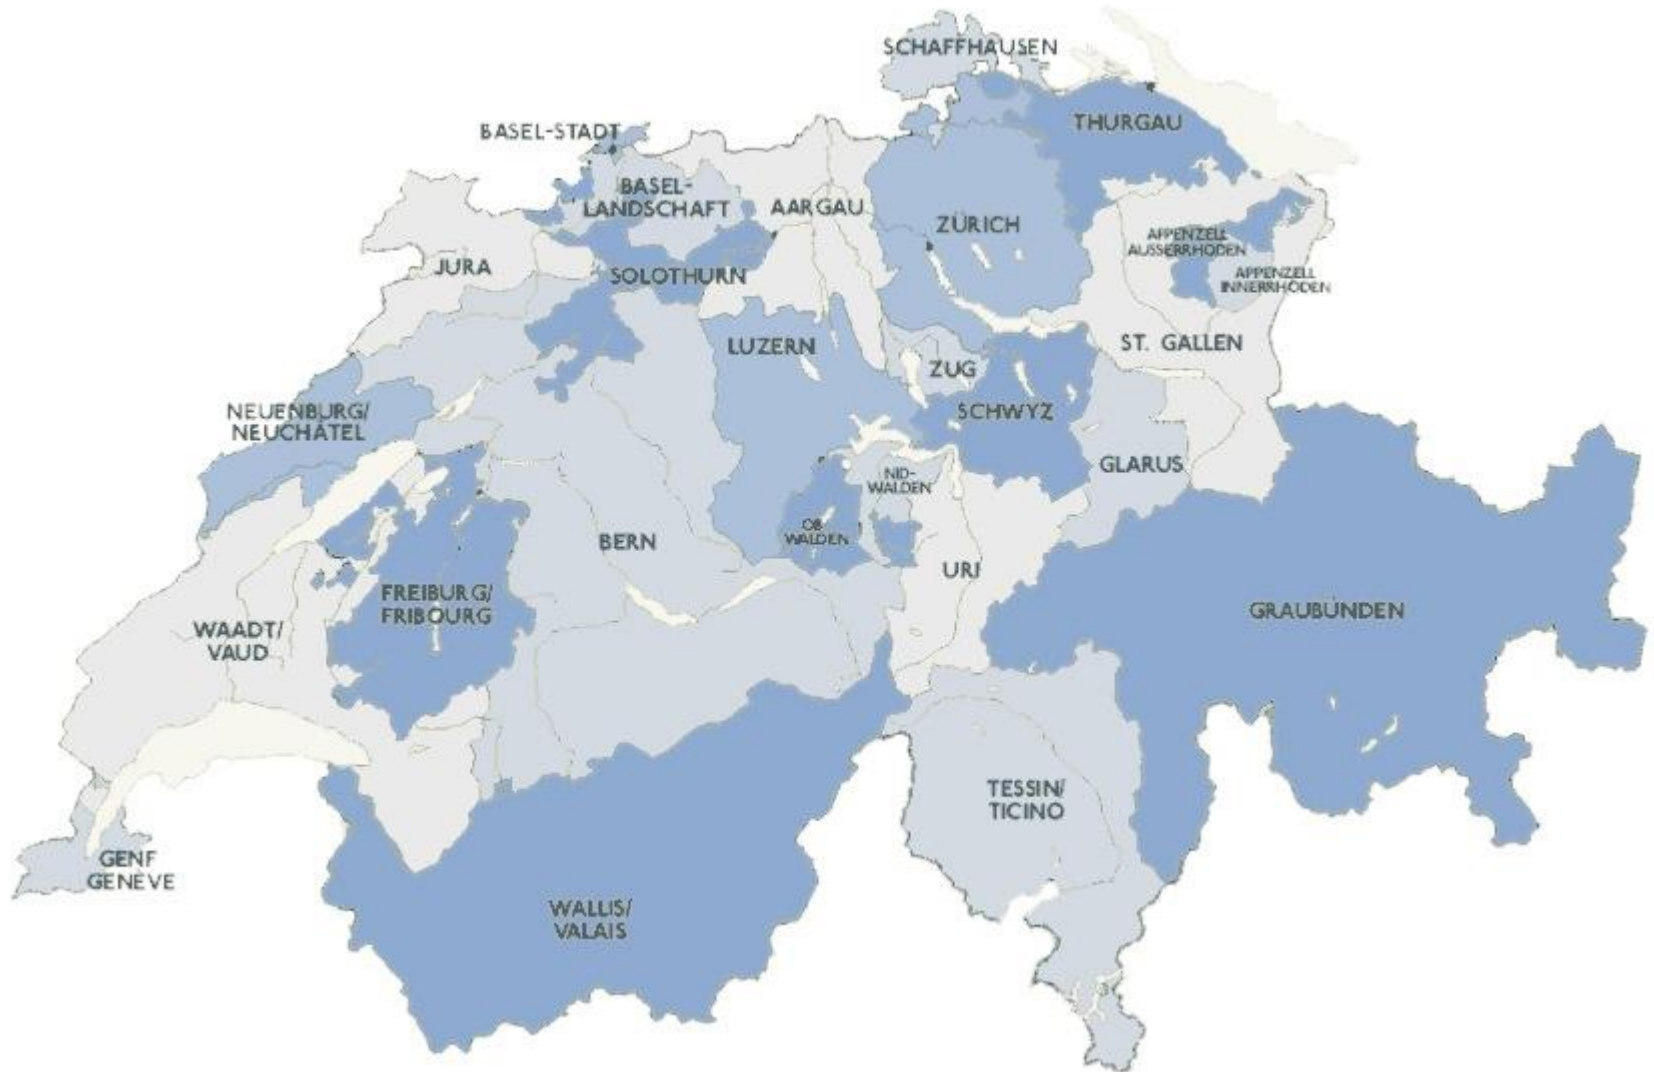 SCHAFFHAUSEN
THURGAU
BASEL-STADT
BASEL-
LANDSCHAFT
AARGAU
ZÜRICH
APPENZELL
AUSSERRHODEN
APPENZELL
INNERRHODEN
JURA
SOLOTHURN
LUZERN
ZUG
ST. GALLEN
NEUENBURG/
NEUCHÂTEL
SCHWYZ
GLARUS
NID-
WALDEN
OB
WALDEN
BERN
URI
FREIBURG/
FRIBOURG
GRAUBÜNDEN
WAADT/
VAUD
TESSIN/
TICINO
GENF
GENÈVE
WALLIS/
VALAIS